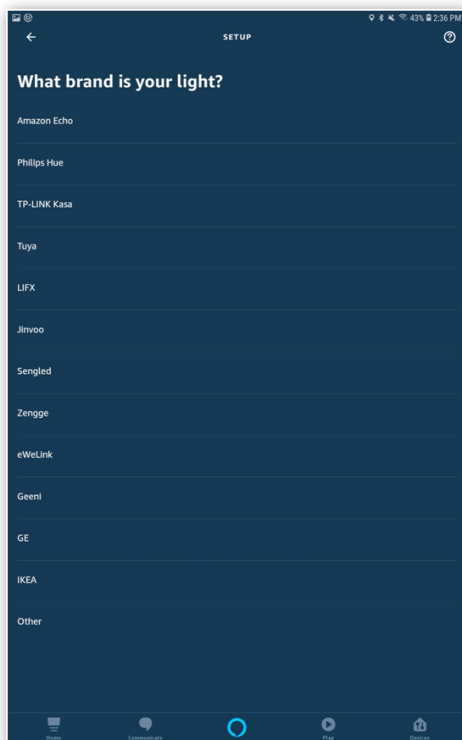 43% 2:36 PM
SETUP
What brand is your light?
Amazon Echo
Philips Hue
TP-LINK Kasa
Tuya
LIFX
Jinvoo
Sengled
Zengge
eWeLink
Geeni
GE
IKEA
Other
Home Communicate Play Devices